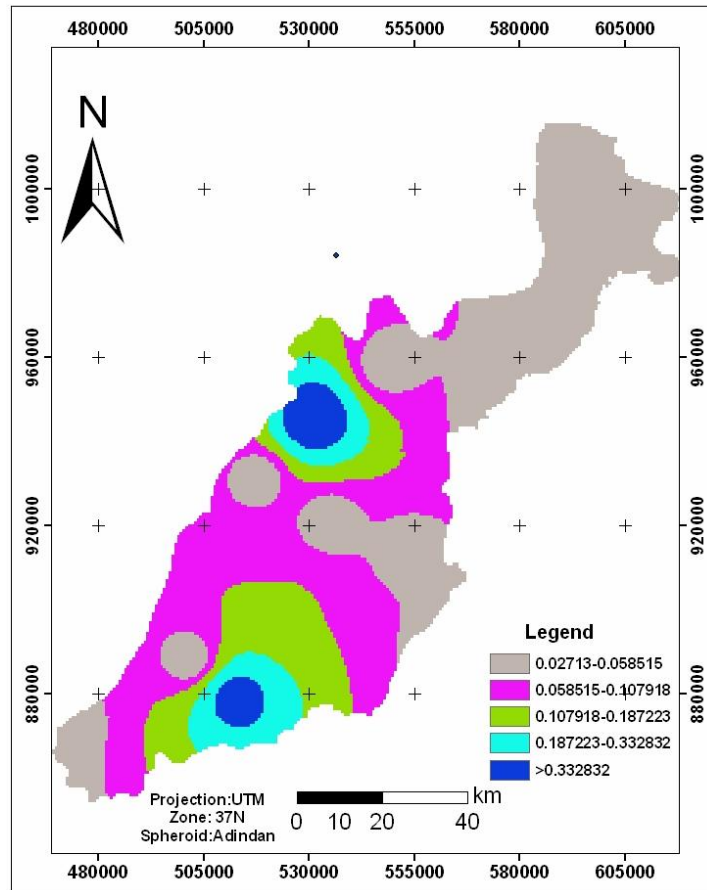 480000 505000 530000 555000 580000 605000
N
1000000 1000000
960000 960000
920000 920000
880000 880000
Legend
0.02713-0.058515
0.058515-0.107918
0.107918-0.187223
0.187223-0.332832
>0.332832
Projection:UTM
Zone: 37N
Spheroid:Adindan
km
0 10 20 40
480000 505000 530000 555000 580000 605000